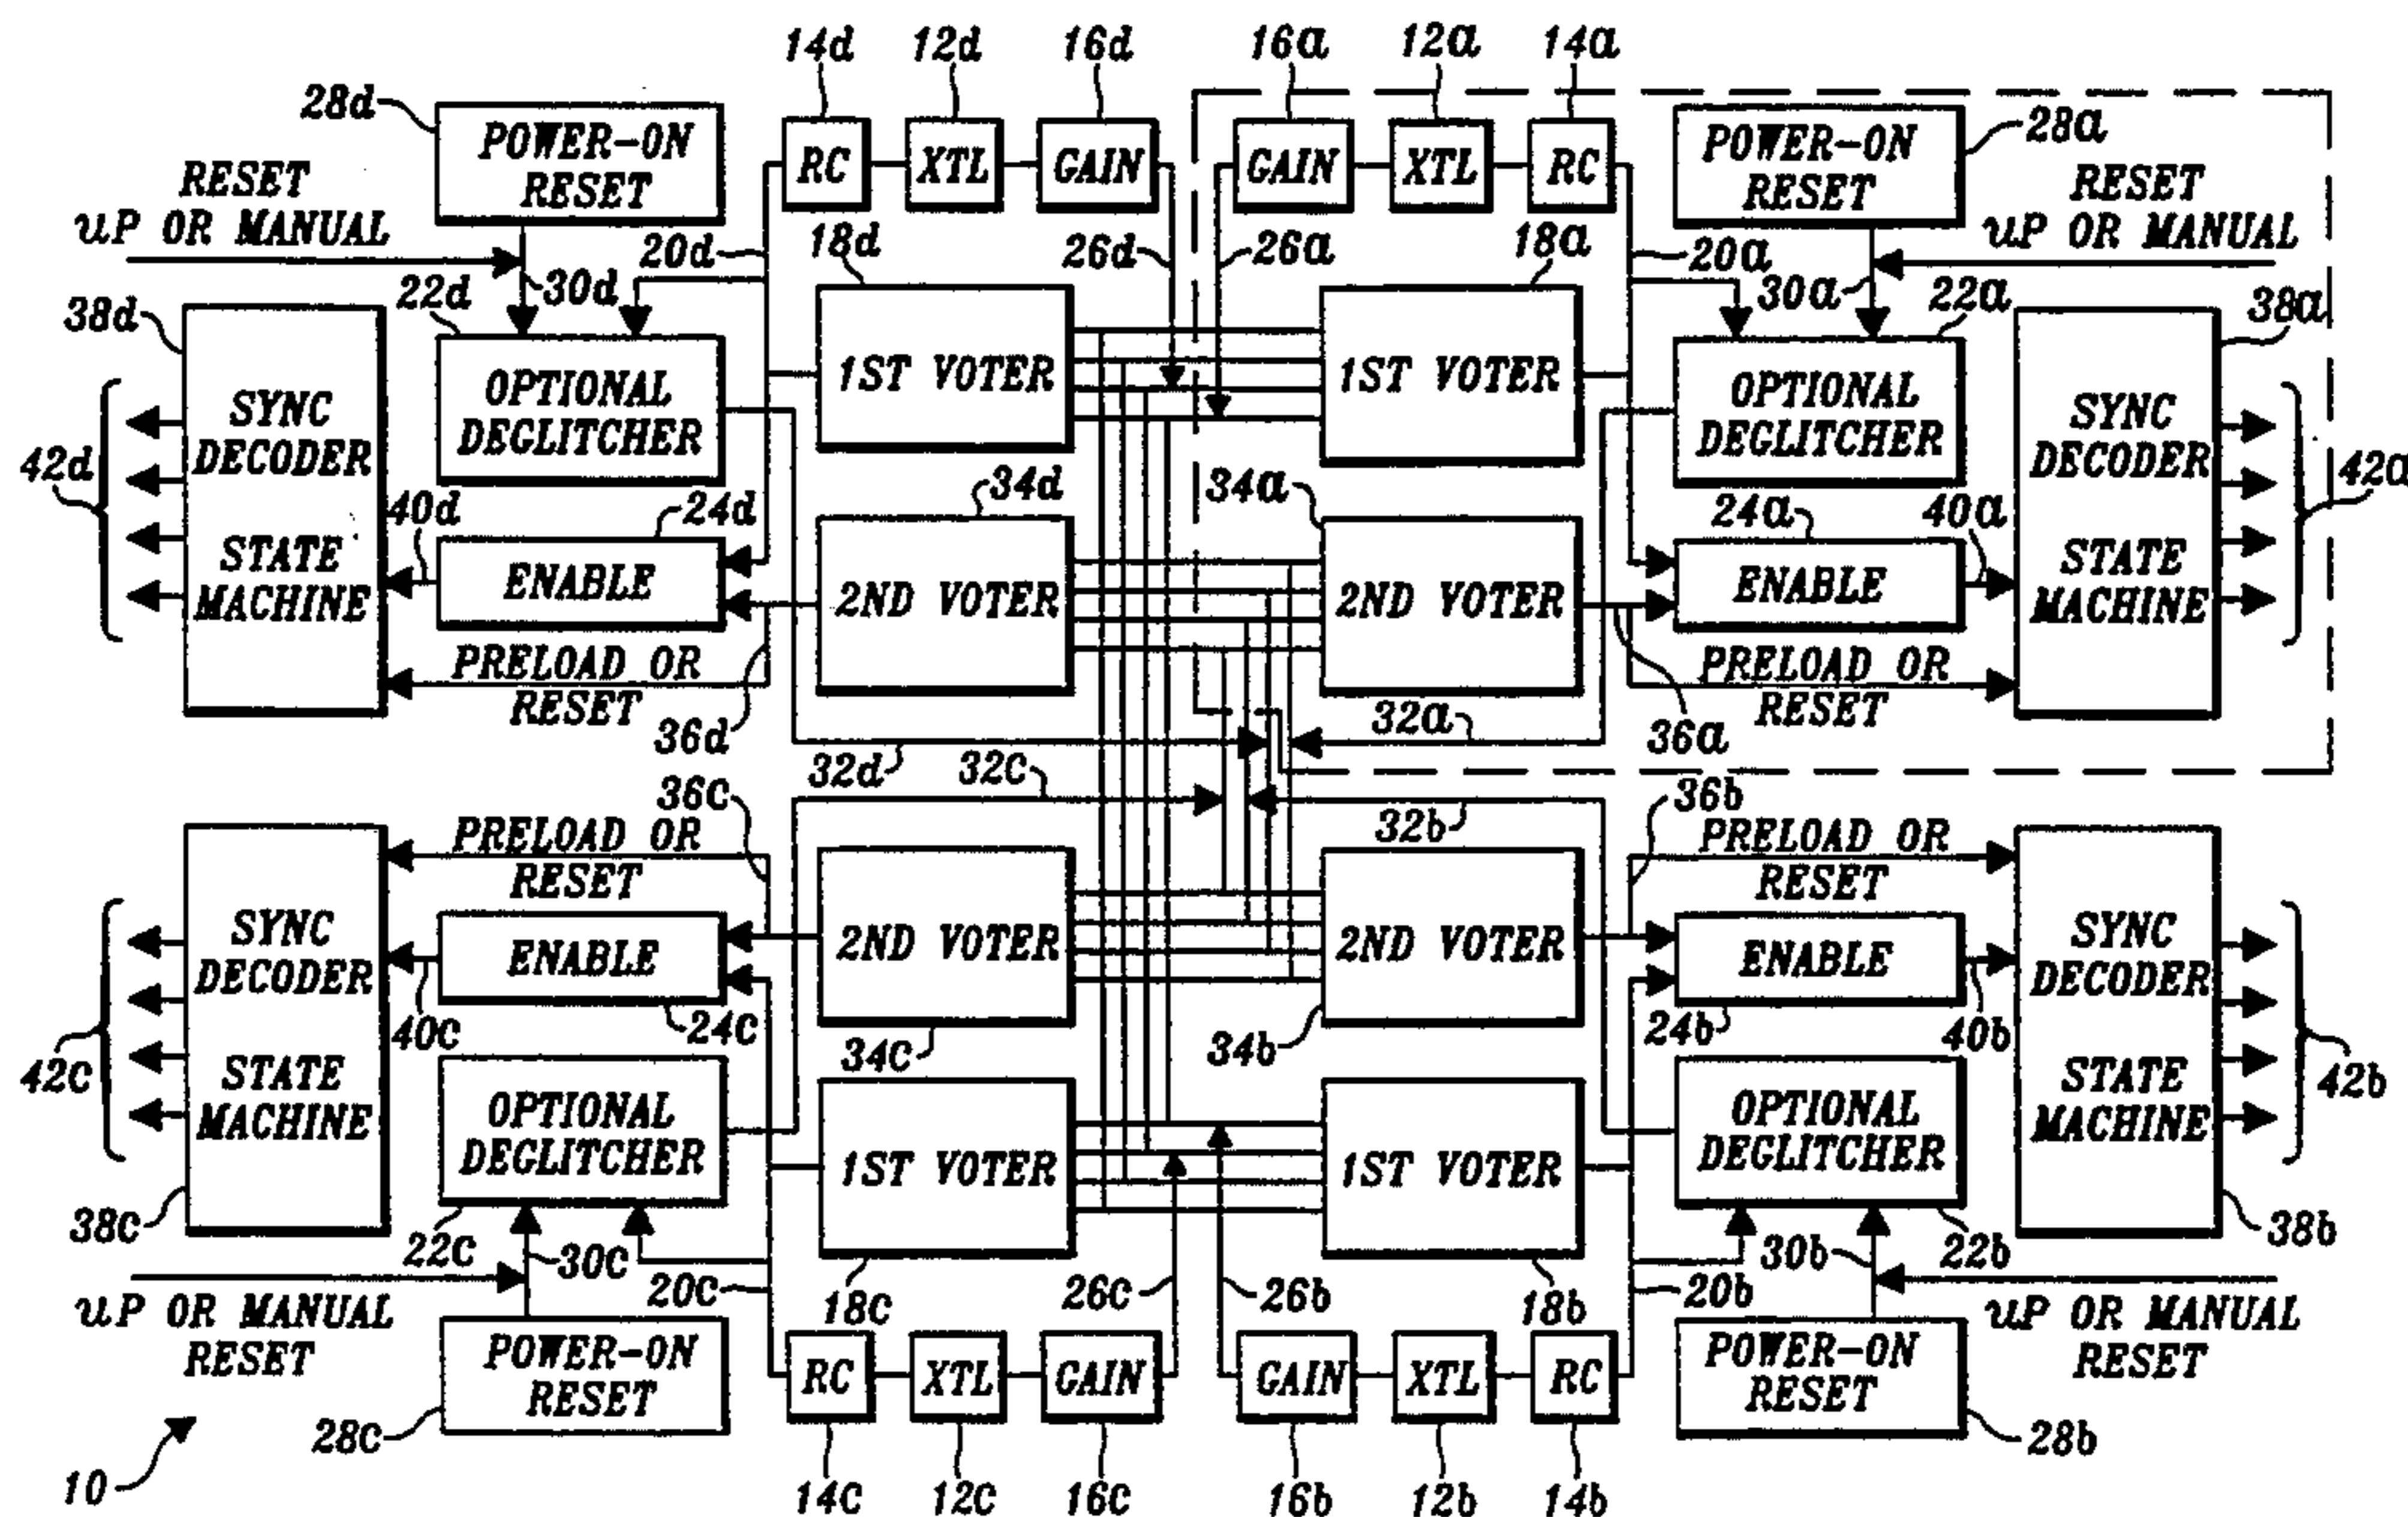 14d 12d 16d 16a 12a 14a
28d POWER-ON RESET RC XTL GAIN GAIN XTL RC POWER-ON RESET 28a
RESET
uP OR MANUAL
RESET
uP OR MANUAL
20d 18d 26d 26a 18a 20a
30d 22d 30a 22a
38d 38a
1ST VOTER 1ST VOTER
OPTIONAL
DEGLITCHER
OPTIONAL
DEGLITCHER
SYNC
DECODER
STATE
MACHINE
SYNC
DECODER
STATE
MACHINE
42d 42a
40d 24d 34d 34a 24a 40a
ENABLE 2ND VOTER 2ND VOTER ENABLE
PRELOAD OR
RESET
PRELOAD OR
RESET
36d 32d 32c 32a 36a
36c 32b 36b
PRELOAD OR
RESET
PRELOAD OR
RESET
SYNC
DECODER
STATE
MACHINE
SYNC
DECODER
STATE
MACHINE
ENABLE 2ND VOTER 2ND VOTER ENABLE
42c 40c 24c 34c 34b 24b 40b 42b
OPTIONAL
DEGLITCHER
OPTIONAL
DEGLITCHER
1ST VOTER 1ST VOTER
38c 22c 30c 30b 22b 38b
20c 18c 26c 26b 18b 20b
uP OR MANUAL
RESET
uP OR MANUAL
RESET
POWER-ON
RESET
RC XTL GAIN GAIN XTL RC
POWER-ON
RESET
28c 28b
10 14c 12c 16c 16b 12b 14b